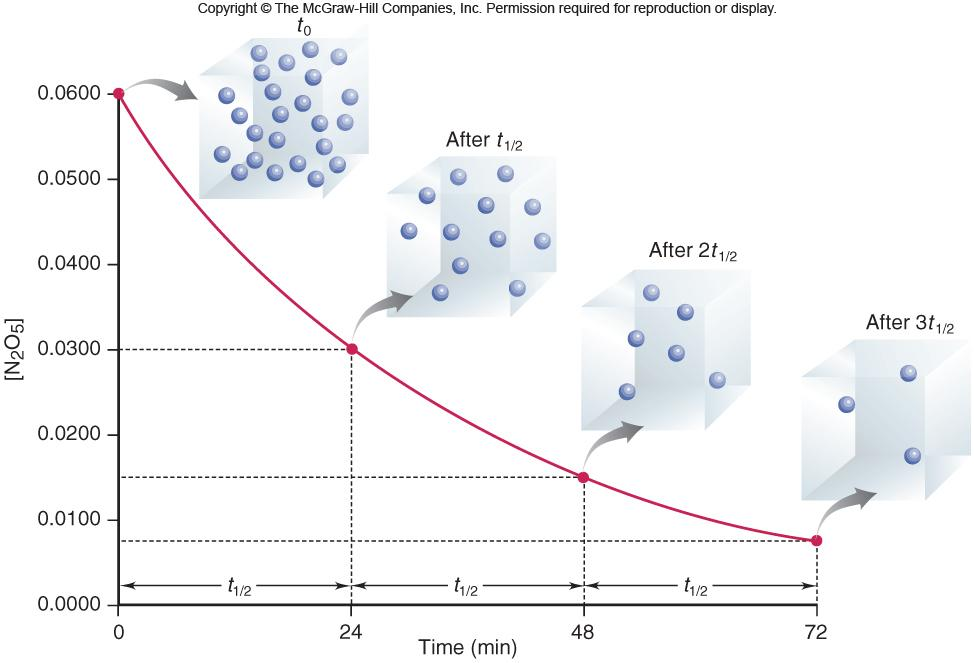 Copyright © The McGraw-Hill Companies, Inc. Permission required for reproduction or display.
t0
After t1/2
After 2t1/2
After 3t1/2
[N2O5]
0.0600
0.0500
0.0400
0.0300
0.0200
0.0100
0.0000
t1/2 t1/2 t1/2
0 24 48 72
Time (min)